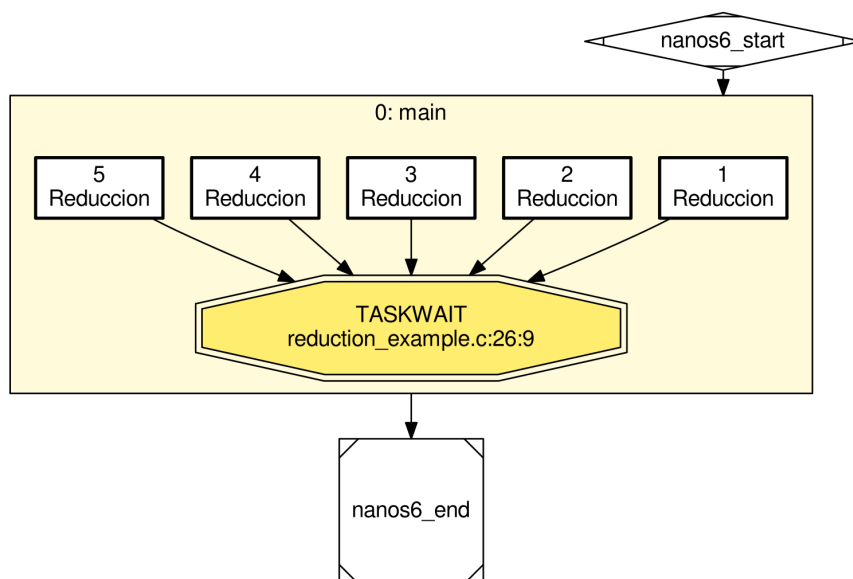 nanos6_start
0: main
5
Reduccion
4
Reduccion
3
Reduccion
2
Reduccion
1
Reduccion
TASKWAIT
reduction_example.c:26:9
nanos6_end